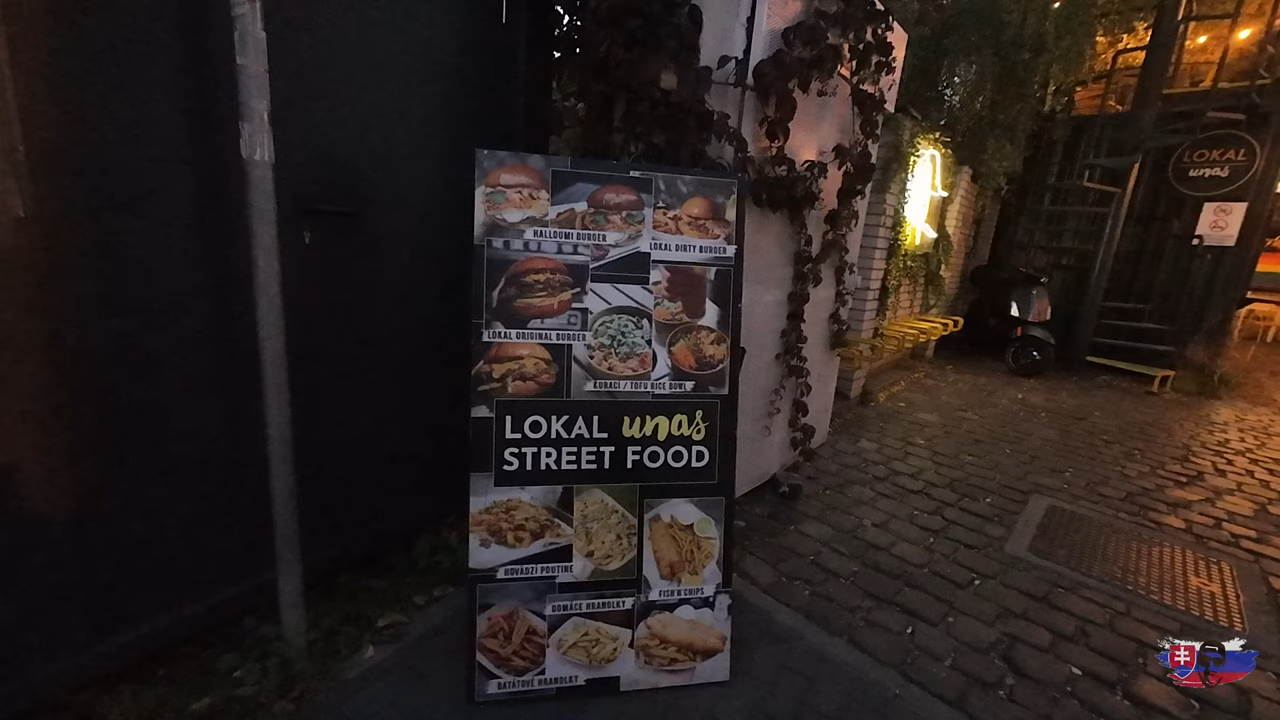 HALLOUMI BURGER
LOKAL DIRTY BURGER
LOKAL ORIGINAL BURGER
KURACÍ / TOFU RICE BOWL
LOKAL unas
STREET FOOD
HOVÄDZÍ POUTINE
FISH N CHIPS
DOMÁCE HRANOLKY
BATÁTOVÉ HRANOLKY
LOKAL
unas